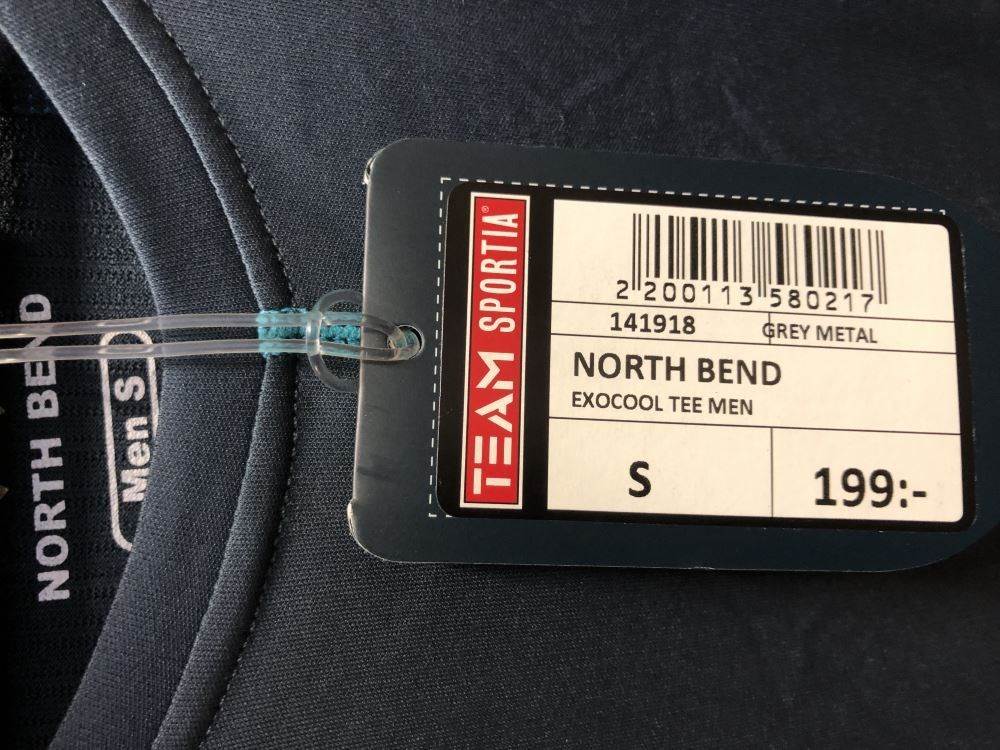 NORTH BEND
Men S
TEAM SPORTIA®
2 200113 580217
141918
GREY METAL
NORTH BEND
EXOCOOL TEE MEN
S
199:-